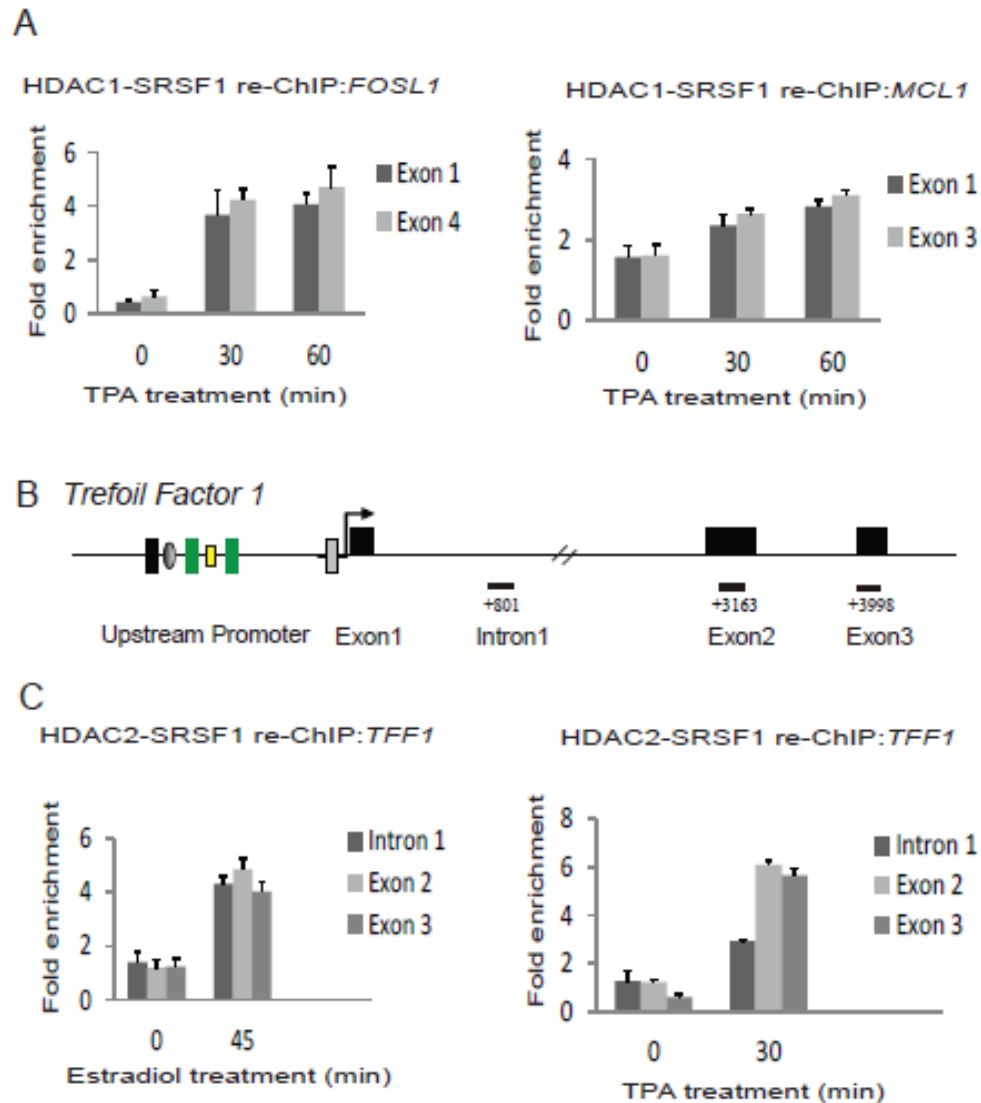 A
HDAC1-SRSF1 re-ChIP:FOSL1
Fold enrichment
6
4
2
0
Exon 1
Exon 4
0 30 60
TPA treatment (min)
HDAC1-SRSF1 re-ChIP:MCL1
Fold enrichment
4
2
0
Exon 1
Exon 3
0 30 60
TPA treatment (min)
B Trefoil Factor 1
+801 +3163 +3998
Upstream Promoter Exon1 Intron1 Exon2 Exon3
C
HDAC2-SRSF1 re-ChIP:TFF1
Fold enrichment
6
4
2
0
Intron 1
Exon 2
Exon 3
0 45
Estradiol treatment (min)
HDAC2-SRSF1 re-ChIP:TFF1
Fold enrichment
8
6
4
2
0
Intron 1
Exon 2
Exon 3
0 30
TPA treatment (min)